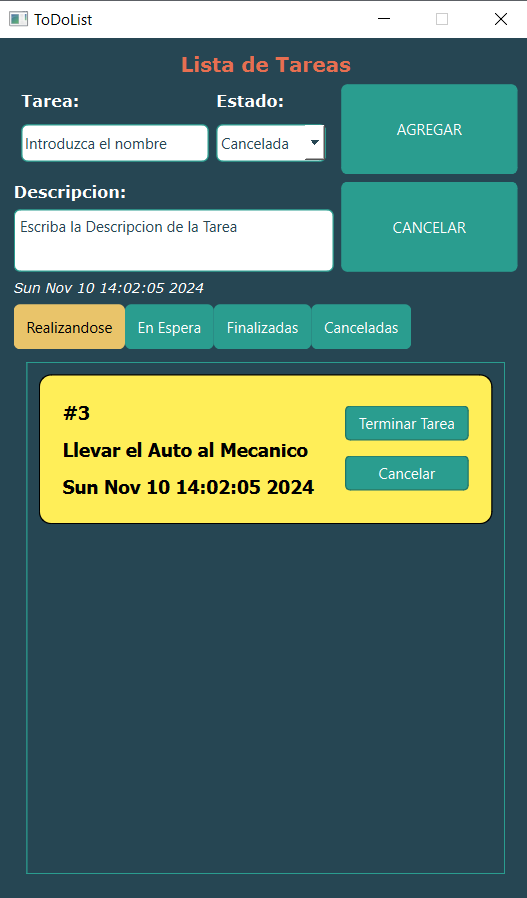 ToDoList
Lista de Tareas
Tarea:
Estado:
Introduzca el nombre
Cancelada
AGREGAR
Descripcion:
Escriba la Descripcion de la Tarea
CANCELAR
Sun Nov 10 14:02:05 2024
Realizandose
En Espera
Finalizadas
Canceladas
#3
Llevar el Auto al Mecanico
Sun Nov 10 14:02:05 2024
Terminar Tarea
Cancelar